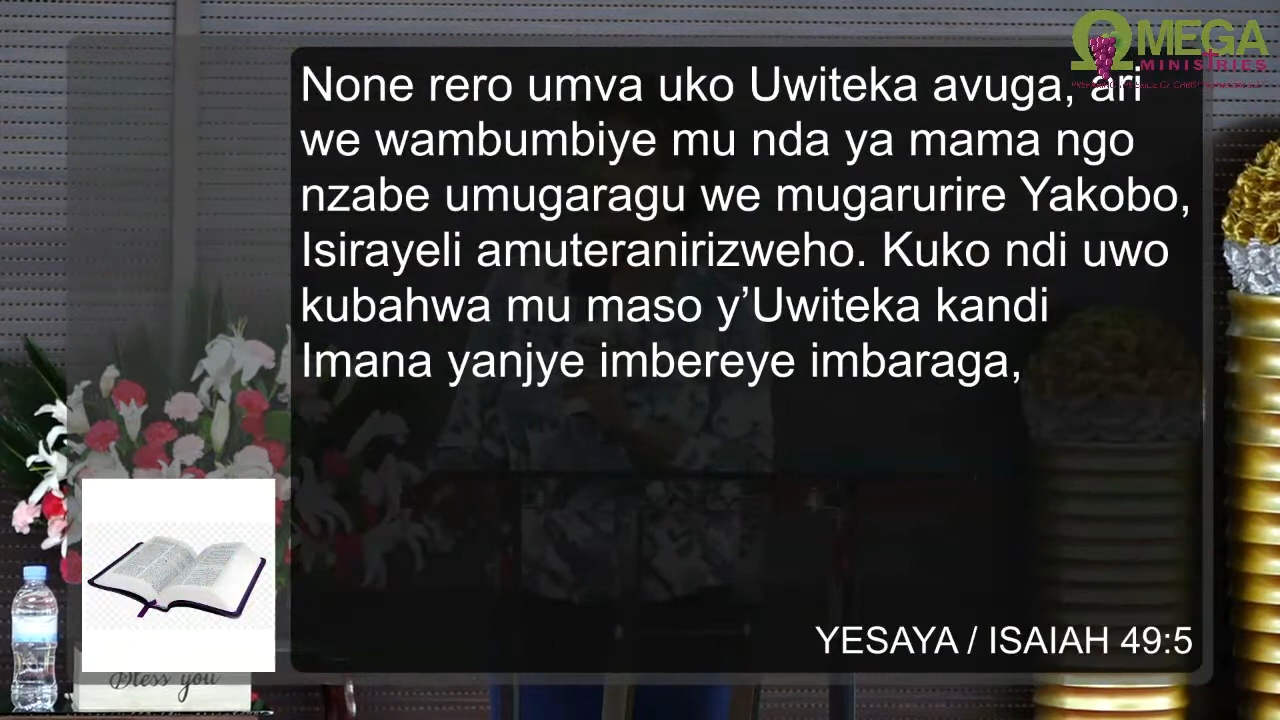 ΩMEGA
MINISTRIES
None rero umva uko Uwiteka avuga, ari
we wambumbiye mu nda ya mama ngo
nzabe umugaragu we mugarurire Yakobo,
Isirayeli amuteranirizweho. Kuko ndi uwo
kubahwa mu maso y’Uwiteka kandi
Imana yanjye imbereye imbaraga,
YESAYA / ISAIAH 49:5
Bless you